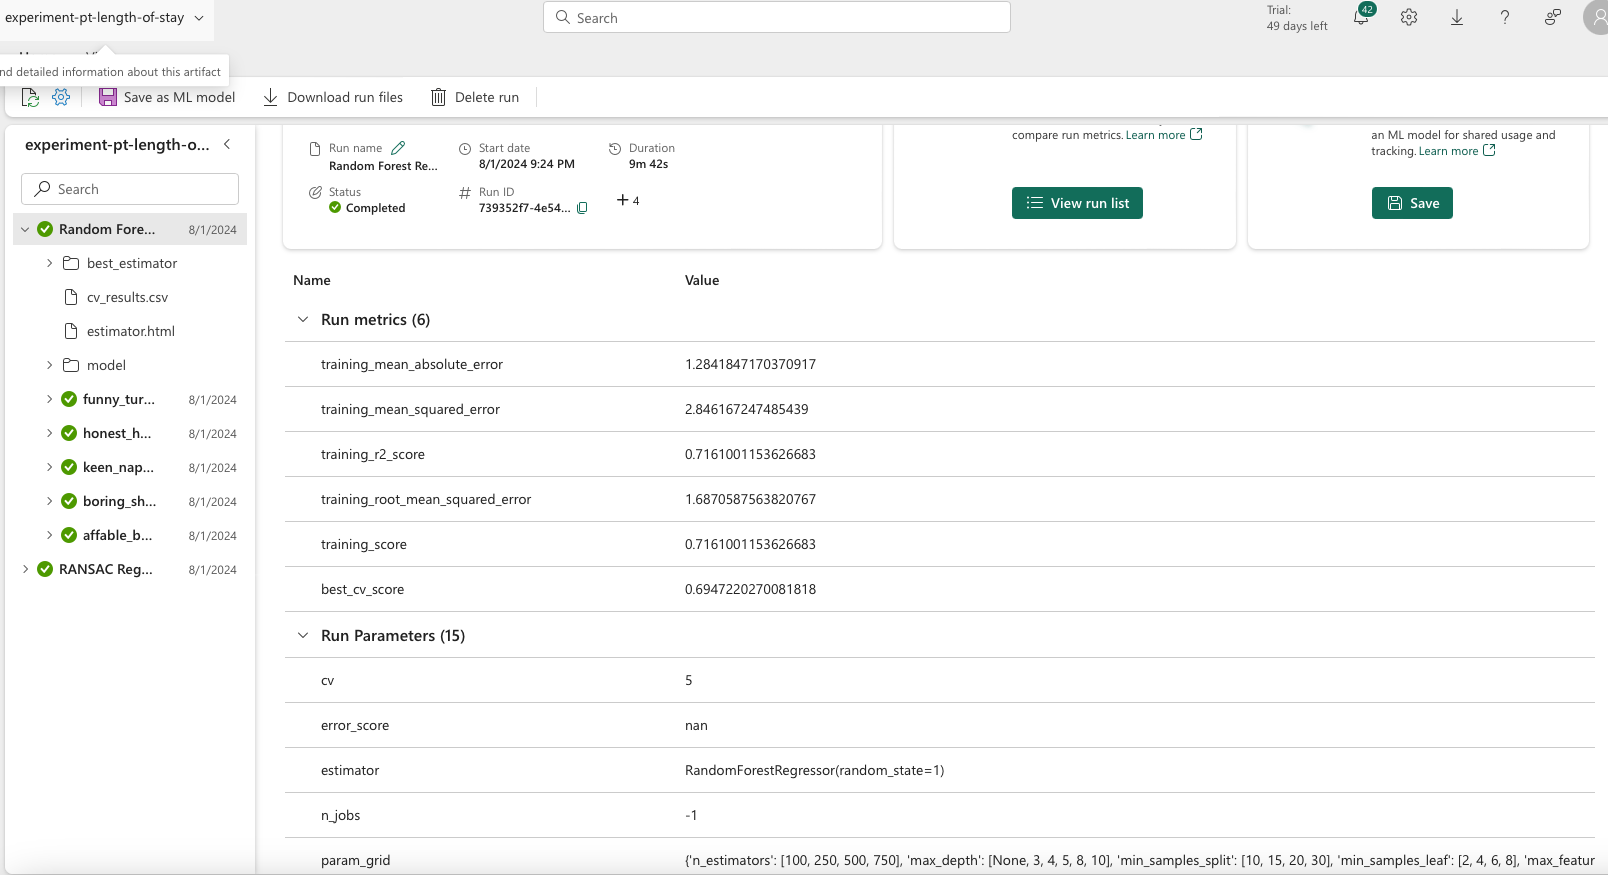 experiment-pt-length-of-stay
Search
Trial:
49 days left
42
nd detailed information about this artifact
Save as ML model
Download run files
Delete run
experiment-pt-length-o...
Search
Random Fore... 8/1/2024
best_estimator
cv_results.csv
estimator.html
model
funny_tur... 8/1/2024
honest_h... 8/1/2024
keen_nap... 8/1/2024
boring_sh... 8/1/2024
affable_b... 8/1/2024
RANSAC Reg... 8/1/2024
Run name
Random Forest Re...
Start date
8/1/2024 9:24 PM
Duration
9m 42s
Status
Completed
Run ID
739352f7-4e54...
+ 4
compare run metrics. Learn more
View run list
an ML model for shared usage and
tracking. Learn more
Save
Name Value
Run metrics (6)
training_mean_absolute_error 1.2841847170370917
training_mean_squared_error 2.846167247485439
training_r2_score 0.7161001153626683
training_root_mean_squared_error 1.6870587563820767
training_score 0.7161001153626683
best_cv_score 0.6947220270081818
Run Parameters (15)
cv 5
error_score nan
estimator RandomForestRegressor(random_state=1)
n_jobs -1
param_grid {'n_estimators': [100, 250, 500, 750], 'max_depth': [None, 3, 4, 5, 8, 10], 'min_samples_split': [10, 15, 20, 30], 'min_samples_leaf': [2, 4, 6, 8], 'max_featur